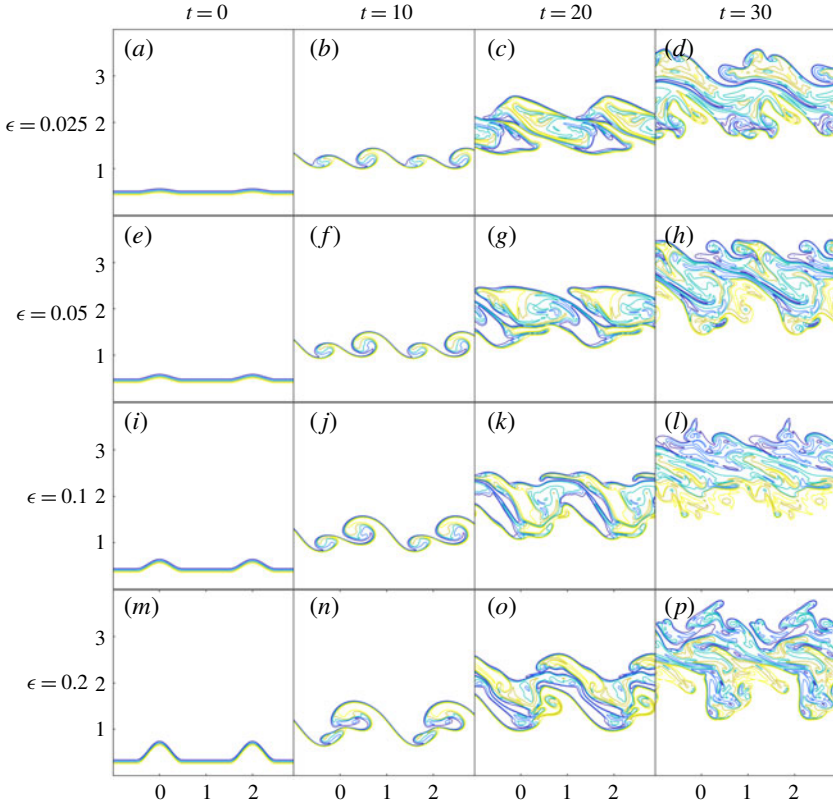 t = 0 t = 10 t = 20 t = 30
(a) (b) (c) (d)
3
ϵ = 0.025 2
1
(e) (f) (g) (h)
3
ϵ = 0.05 2
1
(i) (j) (k) (l)
3
ϵ = 0.1 2
1
(m) (n) (o) (p)
3
ϵ = 0.2 2
1
0 1 2 0 1 2 0 1 2 0 1 2